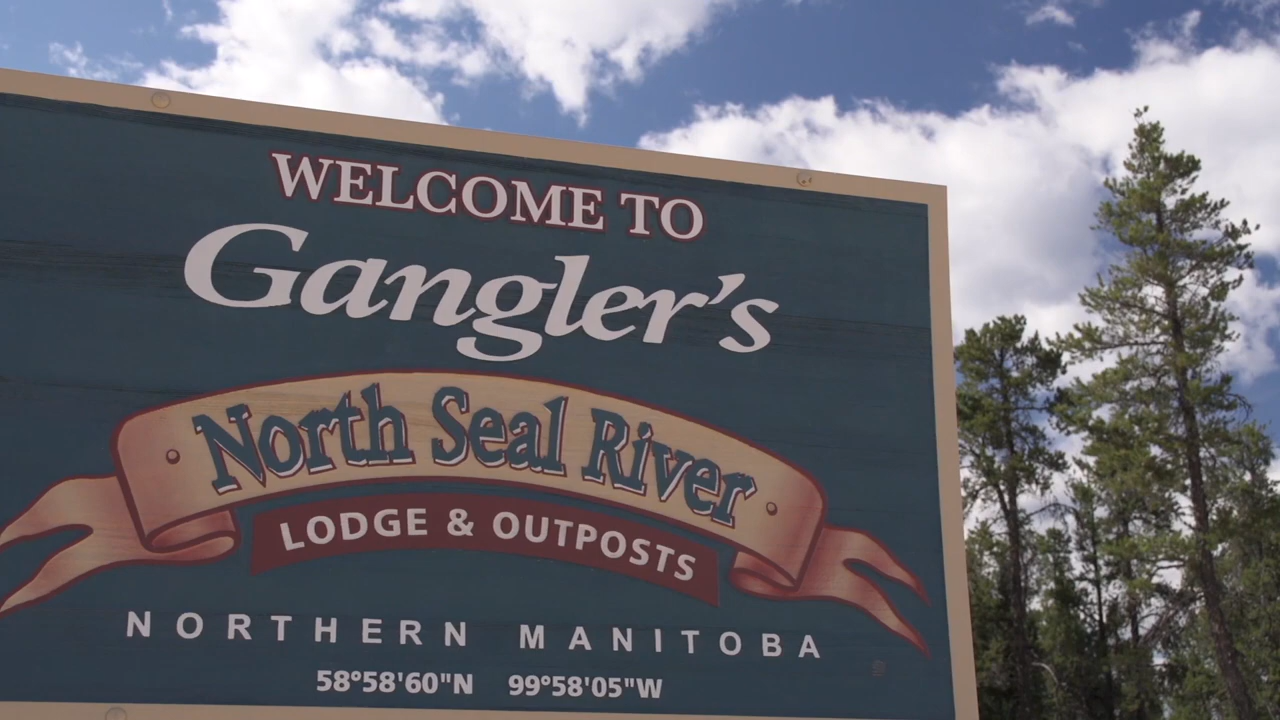 WELCOME TO
Gangler's
North Seal River
LODGE & OUTPOSTS
NORTHERN MANITOBA
58°58'60"N 99°58'05"W